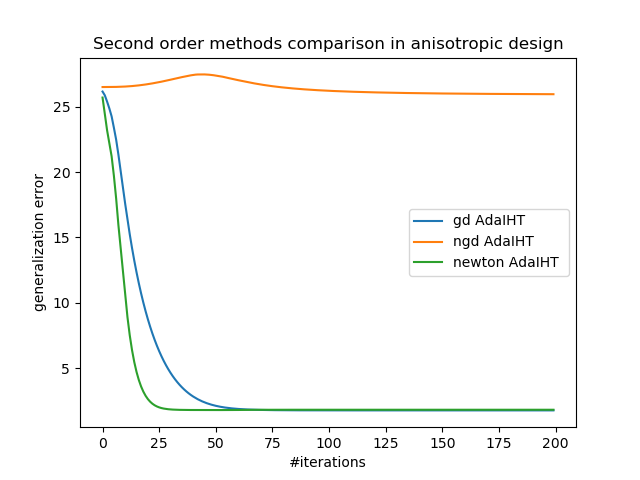 Second order methods comparison in anisotropic design
generalization error
25
20
15
10
5
gd AdaIHT
ngd AdaIHT
newton AdaIHT
0 25 50 75 100 125 150 175 200
#iterations